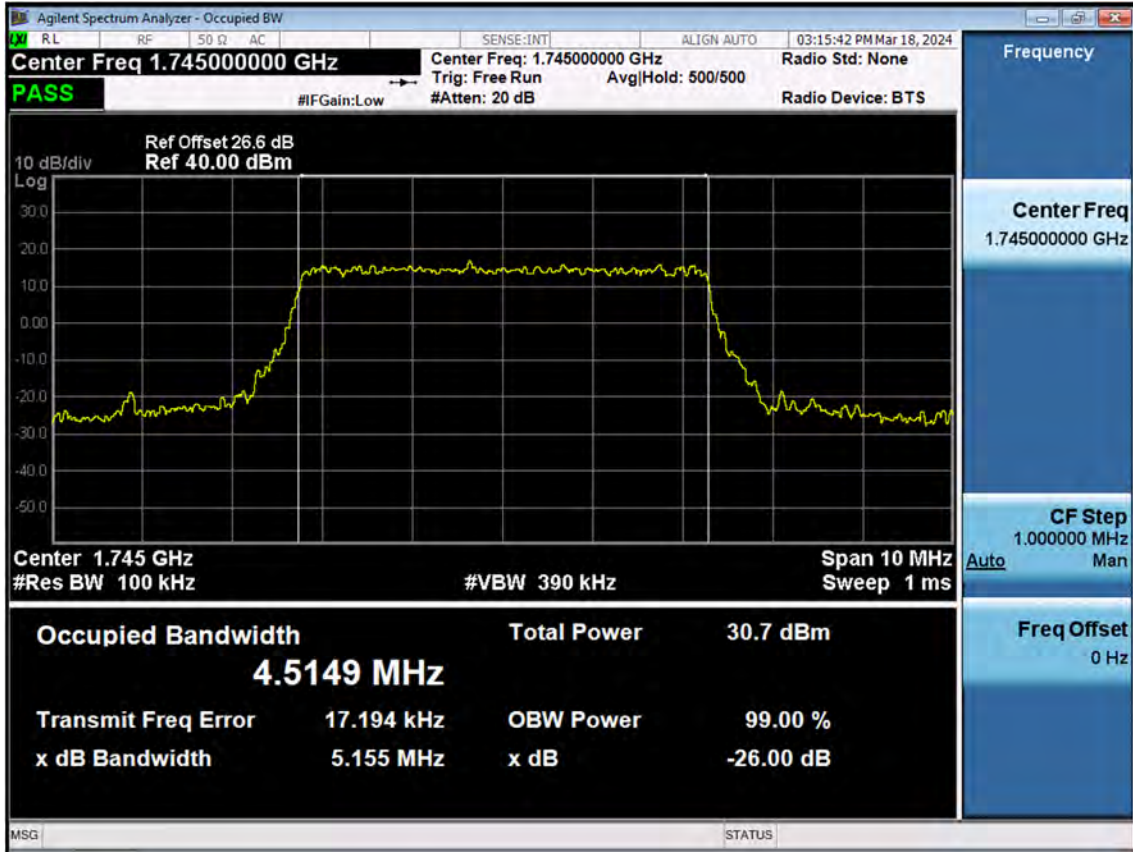 Agilent Spectrum Analyzer - Occupied BW
LXI RL RF 50 Ω AC SENSE:INT ALIGN AUTO 03:15:42 PM Mar 18, 2024
Center Freq 1.745000000 GHz
Center Freq: 1.745000000 GHz Radio Std: None
Trig: Free Run Avg|Hold: 500/500
PASS
#IFGain:Low #Atten: 20 dB Radio Device: BTS
Ref Offset 26.6 dB
10 dB/div Ref 40.00 dBm
Log
30.0
20.0
10.0
0.00
-10.0
-20.0
-30.0
-40.0
-50.0
Center 1.745 GHz Span 10 MHz
#Res BW 100 kHz #VBW 390 kHz Sweep 1 ms
Occupied Bandwidth Total Power 30.7 dBm
4.5149 MHz
Transmit Freq Error 17.194 kHz OBW Power 99.00 %
x dB Bandwidth 5.155 MHz x dB -26.00 dB
MSG STATUS
Frequency
Center Freq
1.745000000 GHz
CF Step
1.000000 MHz
Auto Man
Freq Offset
0 Hz